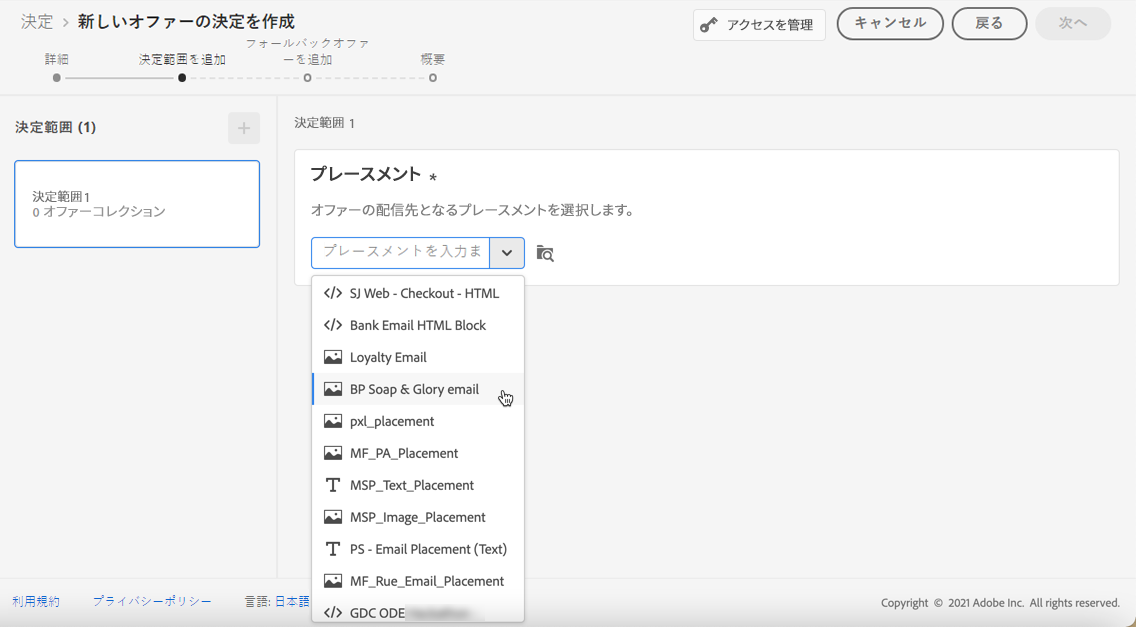 決定 > 新しいオファーの決定を作成
アクセスを管理
キャンセル
戻る
次へ
詳細
決定範囲を追加
フォールバックオファ
ーを追加
概要
決定範囲 (1)
+
決定範囲1
0 オファーコレクション
決定範囲 1
プレースメント *
オファーの配信先となるプレースメントを選択します。
プレースメントを入力ま
</> SJ Web - Checkout - HTML
</> Bank Email HTML Block
Loyalty Email
BP Soap & Glory email
pxl_placement
MF_PA_Placement
T MSP_Text_Placement
MSP_Image_Placement
T PS - Email Placement (Text)
MF_Rue_Email_Placement
</> GDC ODE
利用規約
プライバシーポリシー
言語: 日本語
Copyright © 2021 Adobe Inc. All rights reserved.